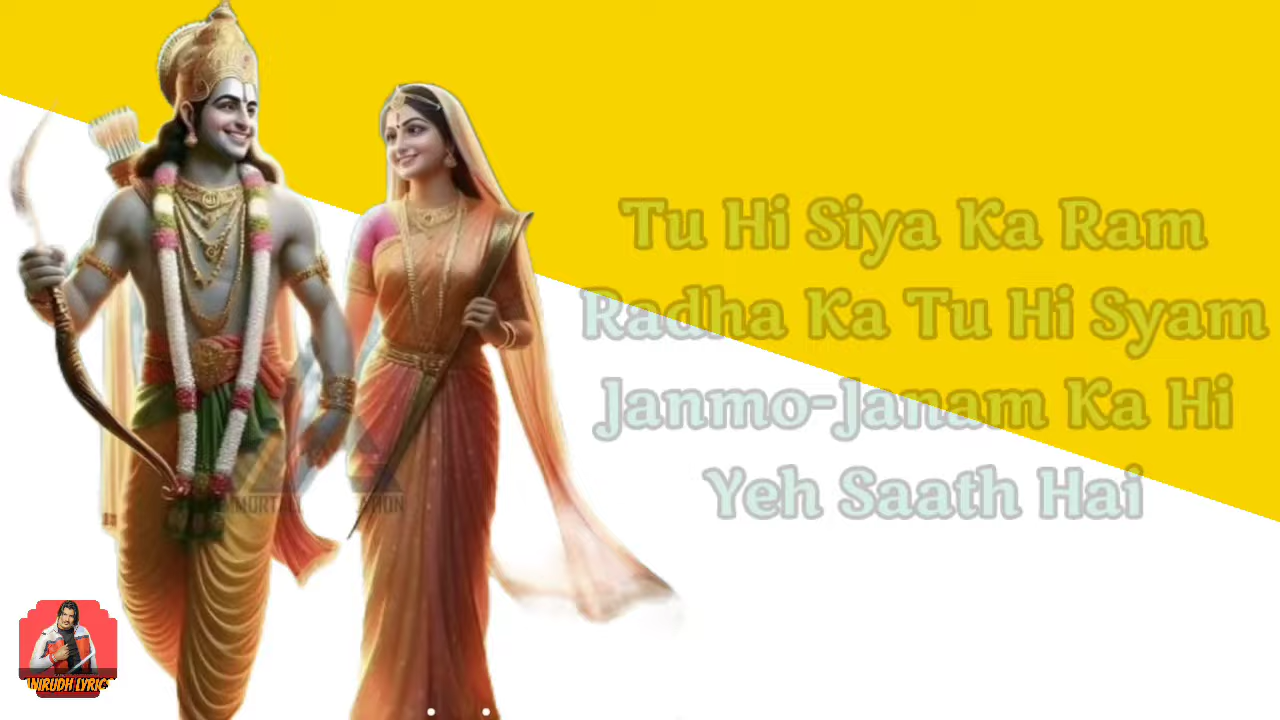 Tu Hi Siya Ka Ram
Radha Ka Tu Hi Syam
Janmo-Janam Ka Hi
Yeh Saath Hai